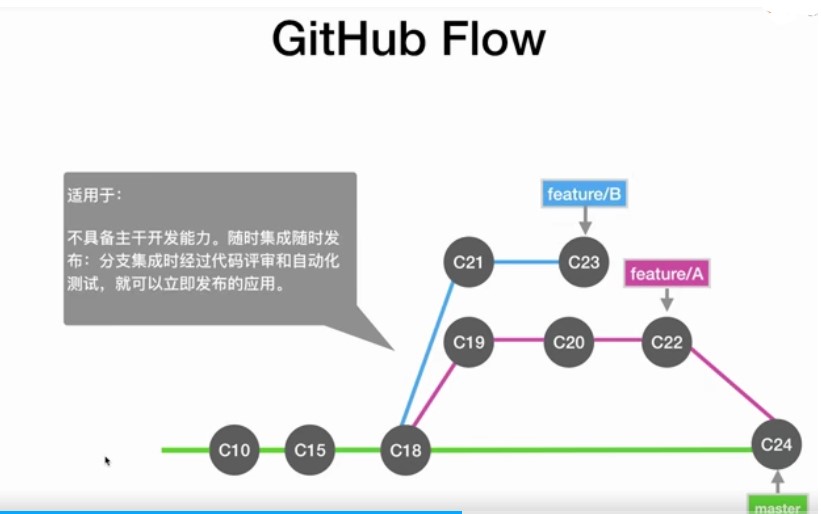 GitHub Flow
适用于：
不具备主干开发能力。随时集成随时发
布：分支集成时经过代码评审和自动化
测试，就可以立即发布的应用。
feature/B
C21
C23
feature/A
C19
C20
C22
C10
C15
C18
C24
master